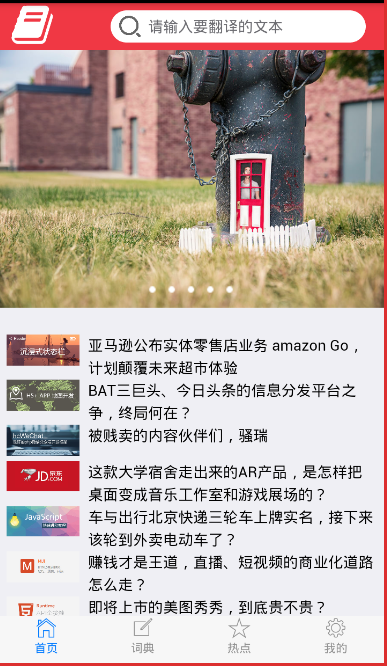 请输入要翻译的文本
沉浸式状态栏
亚马逊公布实体零售店业务 amazon Go，
计划颠覆未来超市体验
BAT三巨头、今日头条的信息分发平台之
争，终局何在？
被贱卖的内容伙伴们，骚瑞
JD 京东
JD.COM
这款大学宿舍走出来的AR产品，是怎样把
桌面变成音乐工作室和游戏展场的？
JavaScript
车与出行北京快递三轮车上牌实名，接下来
该轮到外卖电动车了？
赚钱才是王道，直播、短视频的商业化道路
怎么走？
即将上市的美图秀秀，到底贵不贵？
首页
词典
热点
我的